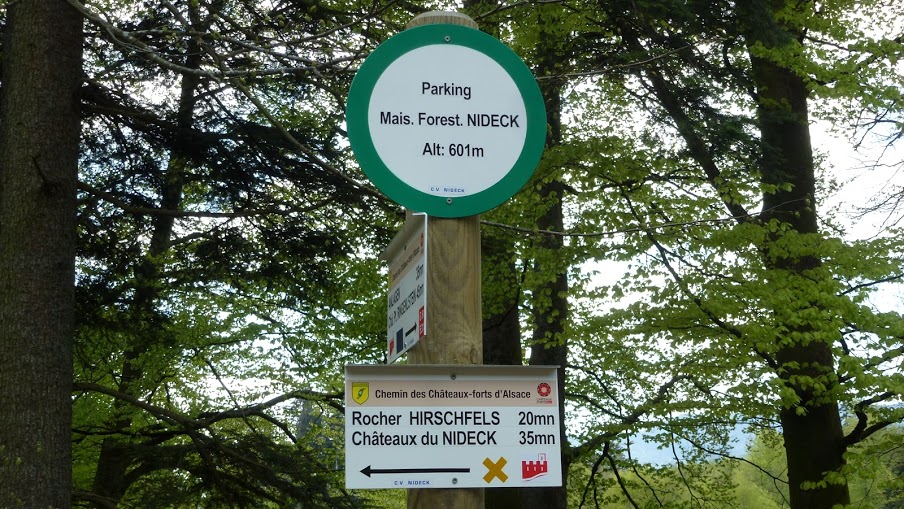 Parking
Mais. Forest. NIDECK
Alt: 601m
C.V. NIDECK
Chemin des Châteaux-forts d'Alsace
Rocher HIRSCHFELS 20mn
Châteaux du NIDECK 35mn
C.V. NIDECK